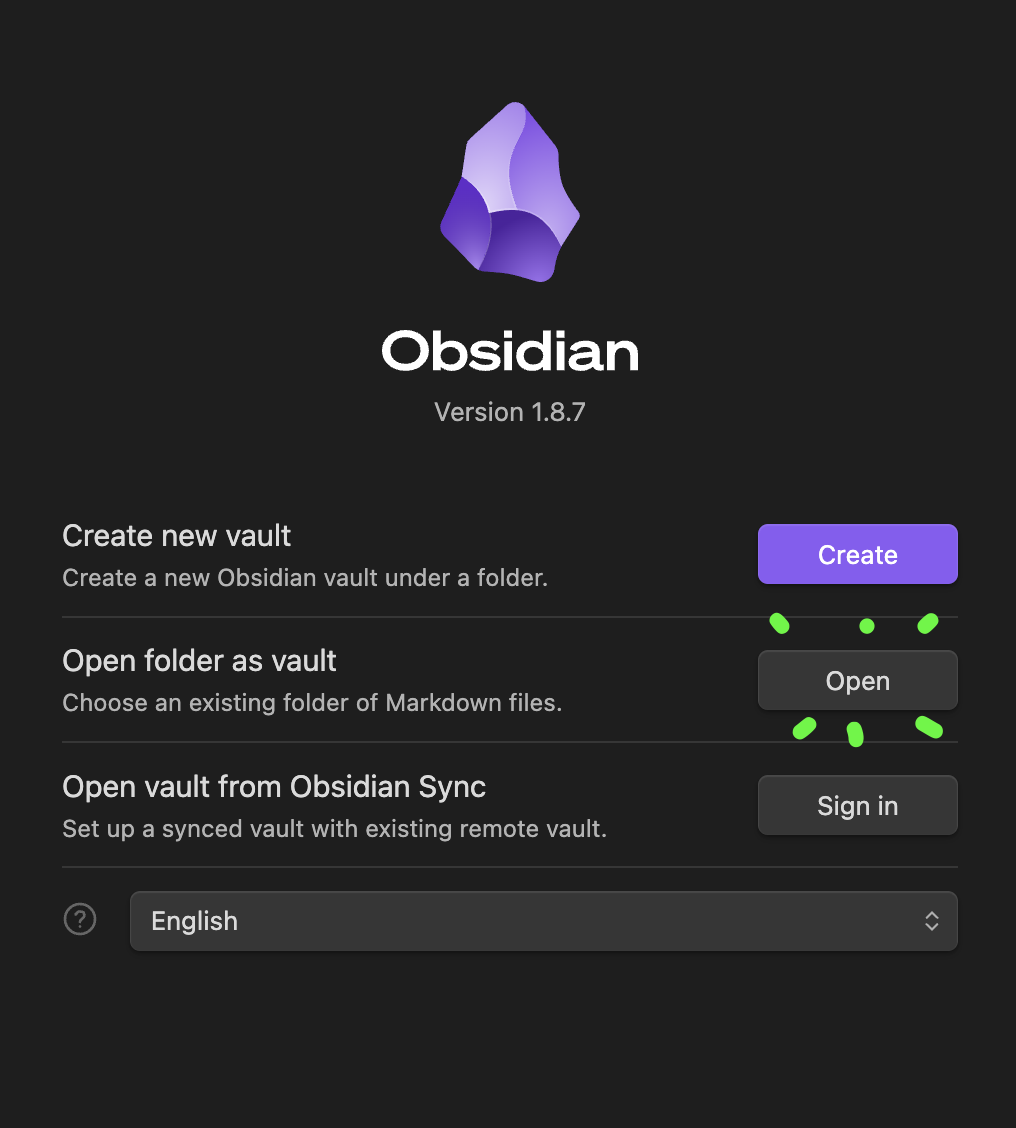 Obsidian
Version 1.8.7
Create new vault
Create a new Obsidian vault under a folder.
Create
Open folder as vault
Choose an existing folder of Markdown files.
Open
Open vault from Obsidian Sync
Set up a synced vault with existing remote vault.
Sign in
?
English